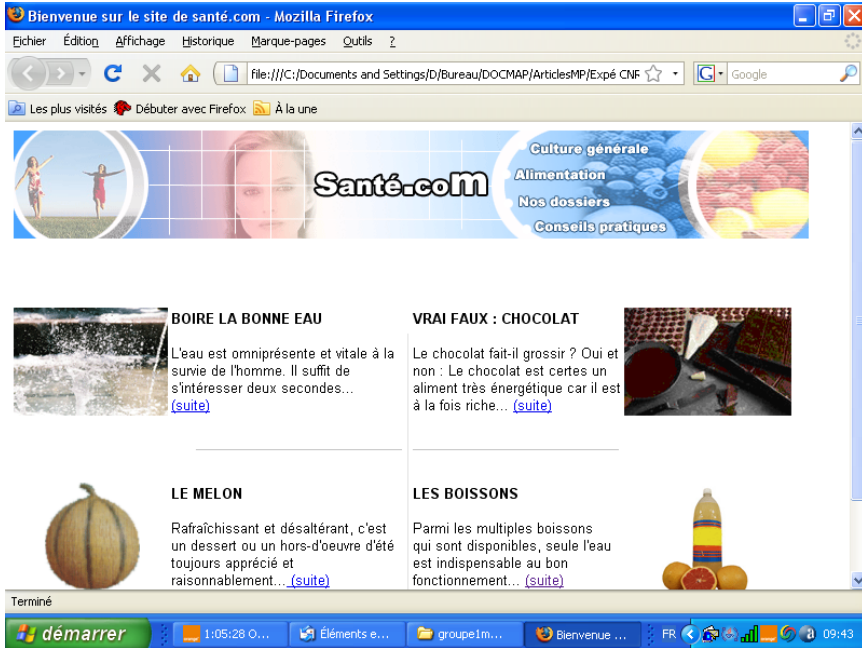 Bienvenue sur le site de santé.com - Mozilla Firefox
Fichier Édition Affichage Historique Marque-pages Outils ?
file:///C:/Documents and Settings/D/Bureau/DOCMAP/ArticlesMP/Expé CNR
G Google
Les plus visités Débuter avec Firefox À la une
Santé.com
Culture générale
Alimentation
Nos dossiers
Conseils pratiques
BOIRE LA BONNE EAU
L'eau est omniprésente et vitale à la
survie de l'homme. Il suffit de
s'intéresser deux secondes...
(suite)
VRAI FAUX : CHOCOLAT
Le chocolat fait-il grossir ? Oui et
non : Le chocolat est certes un
aliment très énergétique car il est
à la fois riche... (suite)
LE MELON
Rafraîchissant et désaltérant, c'est
un dessert ou un hors-d'oeuvre d'été
toujours apprécié et
raisonnablement... (suite)
LES BOISSONS
Parmi les multiples boissons
qui sont disponibles, seule l'eau
est indispensable au bon
fonctionnement... (suite)
Terminé
démarrer 1:05:28 O... Éléments e... groupe1m... Bienvenue ... FR 09:43